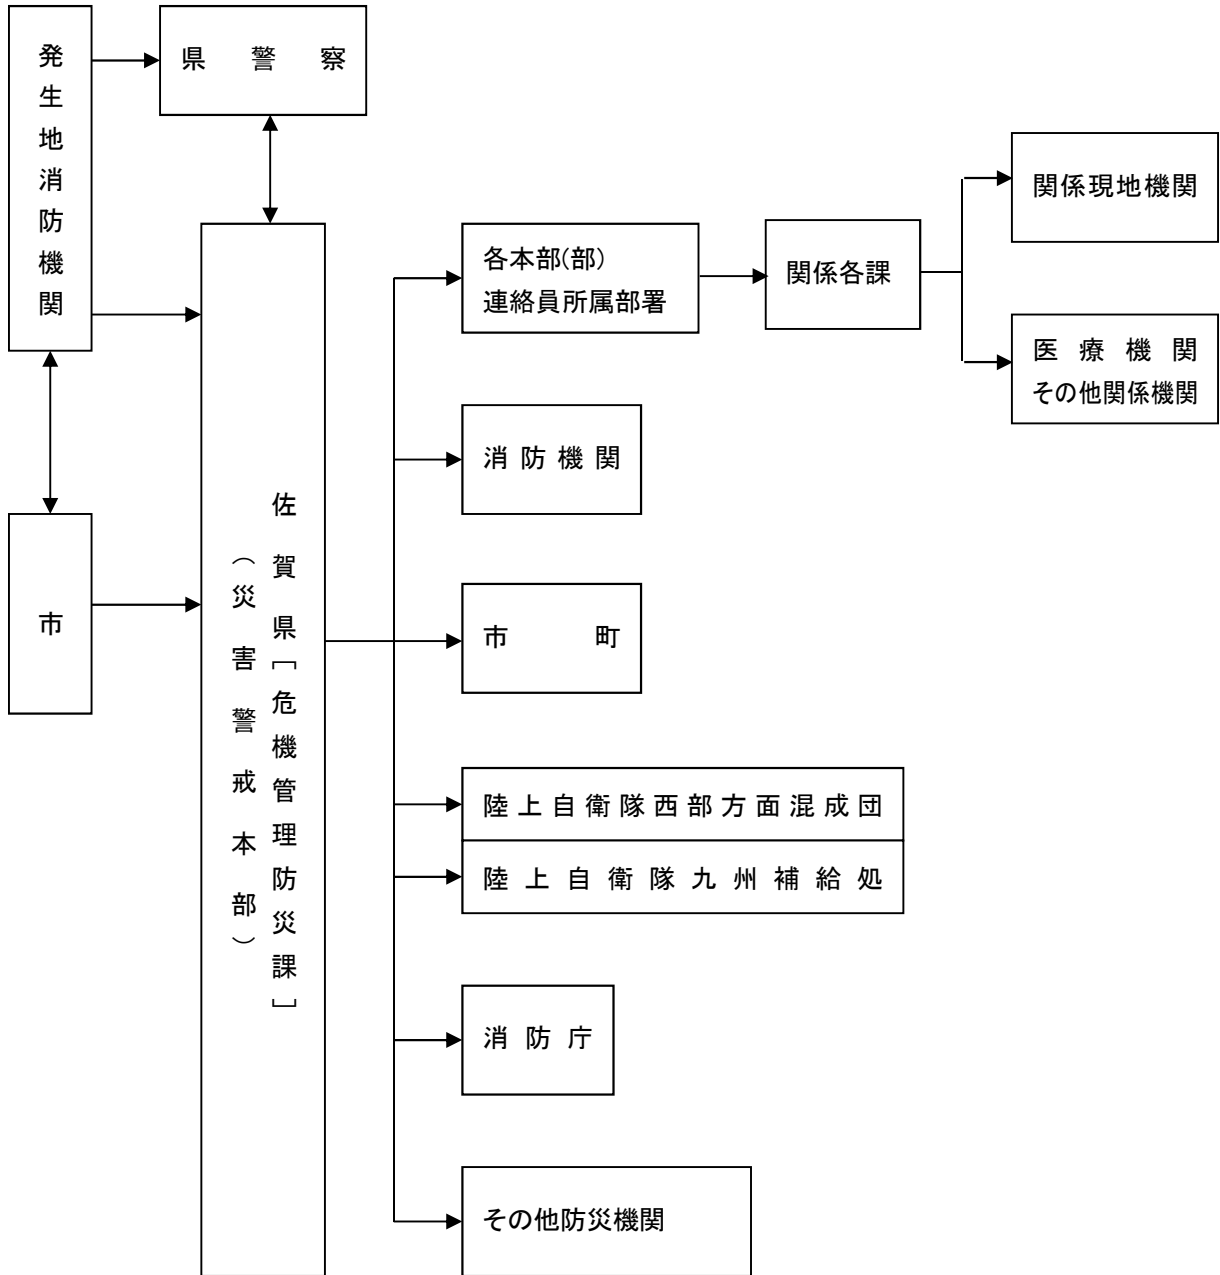 発生地消防機関
県警察
関係現地機関
各本部(部)
連絡員所属部署
関係各課
医療機関
その他関係機関
消防機関
佐賀県［危機管理防災課］
（災害警戒本部）
市
市町
陸上自衛隊西部方面混成団
陸上自衛隊九州補給処
消防庁
その他防災機関